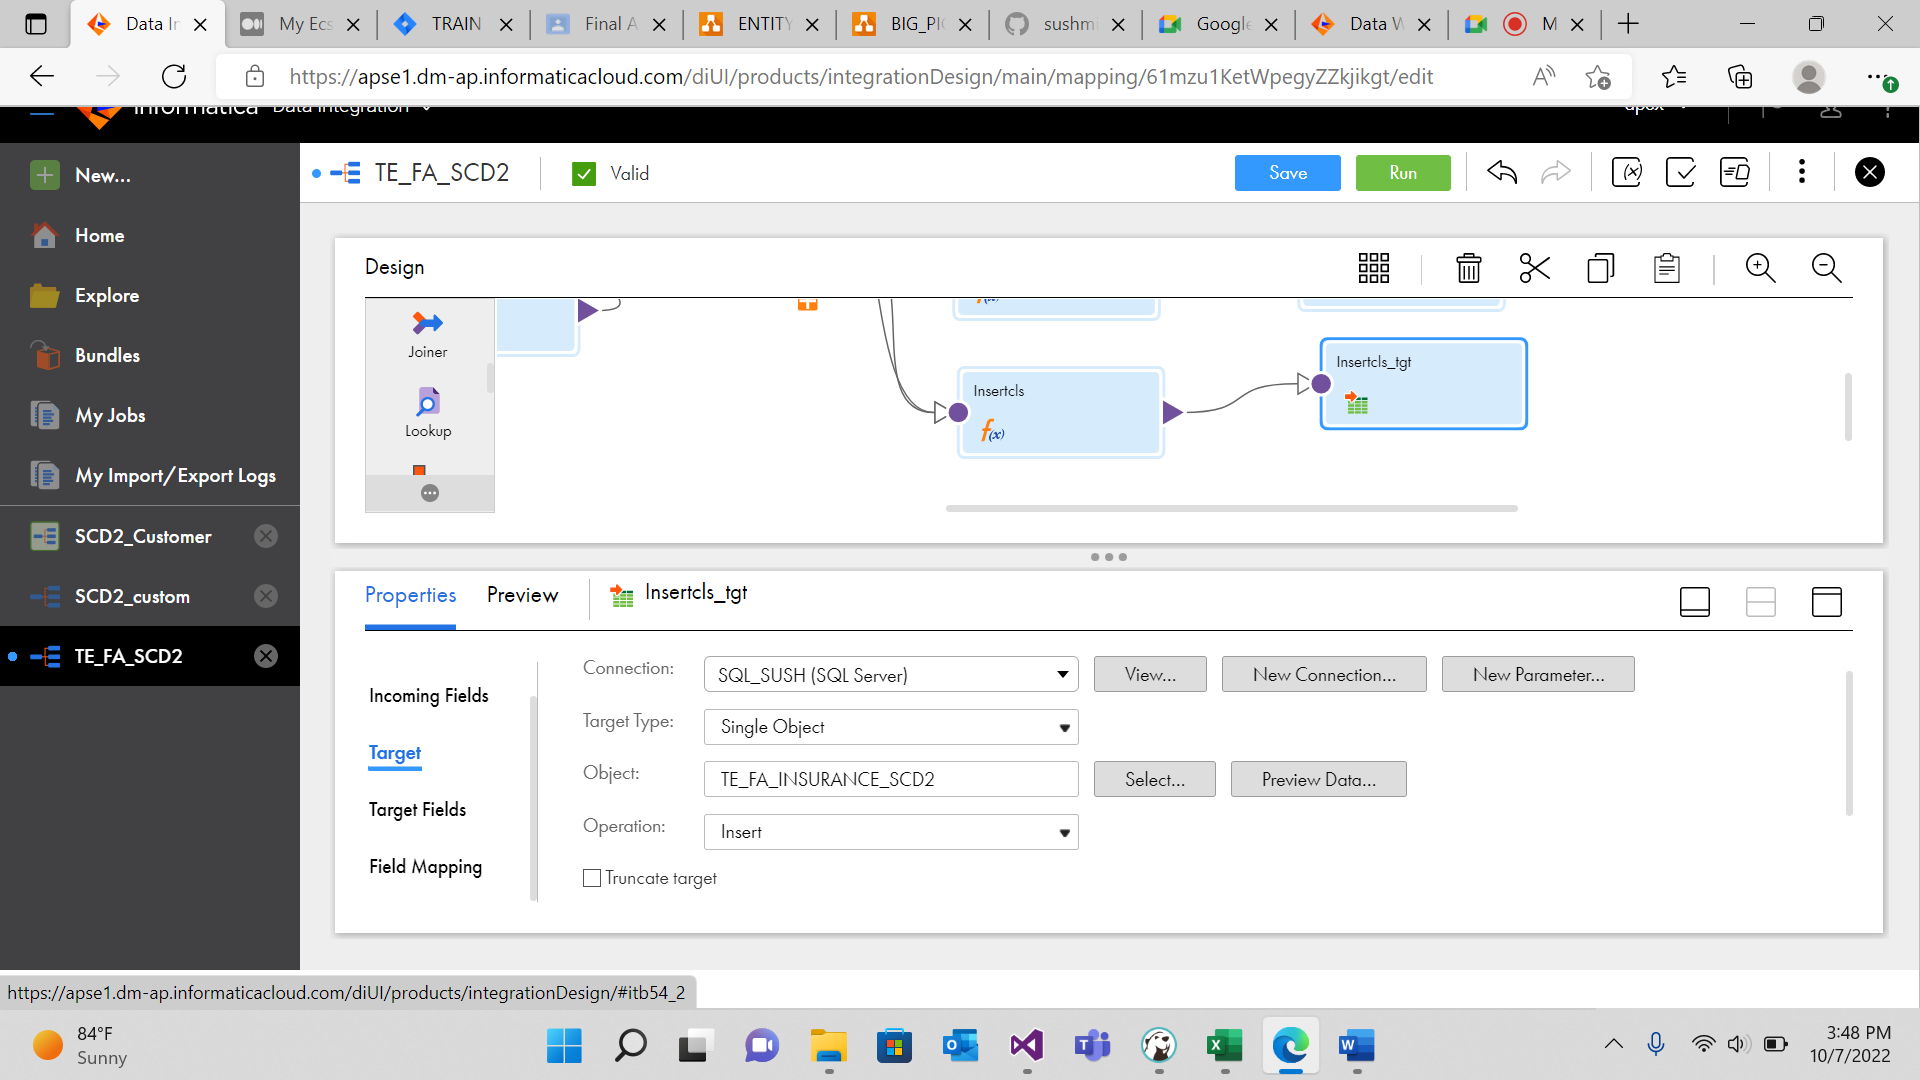 Data In
My Ecs
TRAIN
Final A
ENTITY
BIG_PIC
sushmi
Google
Data W
M
https://apse1.dm-ap.informaticacloud.com/diUI/products/integrationDesign/main/mapping/61mzu1KetWpegyZZkjikgt/edit
Informatica Data Integration
apex
New...
Home
Explore
Bundles
My Jobs
My Import/Export Logs
SCD2_Customer
SCD2_custom
TE_FA_SCD2
TE_FA_SCD2
Valid
Save
Run
Design
Joiner
Lookup
Insertcls
f(x)
Insertcls_tgt
Properties
Preview
Insertcls_tgt
Incoming Fields
Target
Target Fields
Field Mapping
Connection: SQL_SUSH (SQL Server) View... New Connection... New Parameter...
Target Type: Single Object
Object: TE_FA_INSURANCE_SCD2 Select... Preview Data...
Operation: Insert
Truncate target
https://apse1.dm-ap.informaticacloud.com/diUI/products/integrationDesign/#itb54_2
84°F
Sunny
3:48 PM
10/7/2022